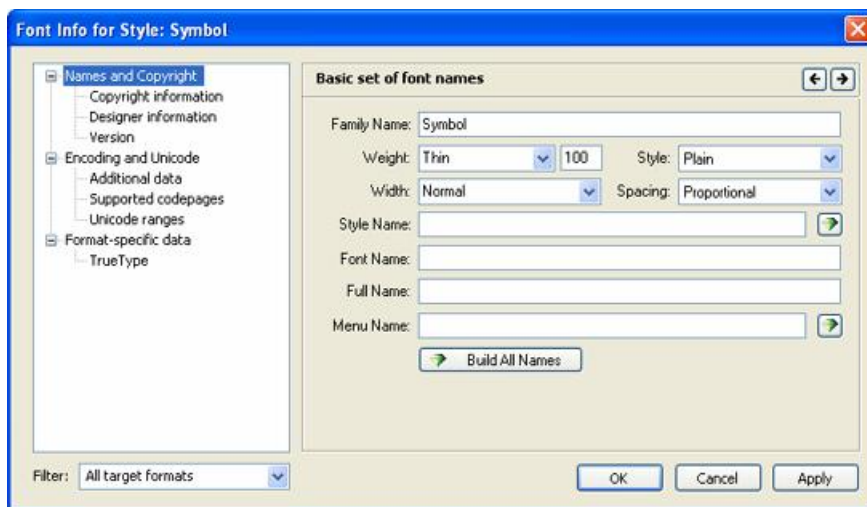 Font Info for Style: Symbol
Names and Copyright
Copyright information
Designer information
Version
Encoding and Unicode
Additional data
Supported codepages
Unicode ranges
Format-specific data
TrueType
Basic set of font names
Family Name: Symbol
Weight: Thin 100 Style: Plain
Width: Normal Spacing: Proportional
Style Name:
Font Name:
Full Name:
Menu Name:
Build All Names
Filter: All target formats OK Cancel Apply